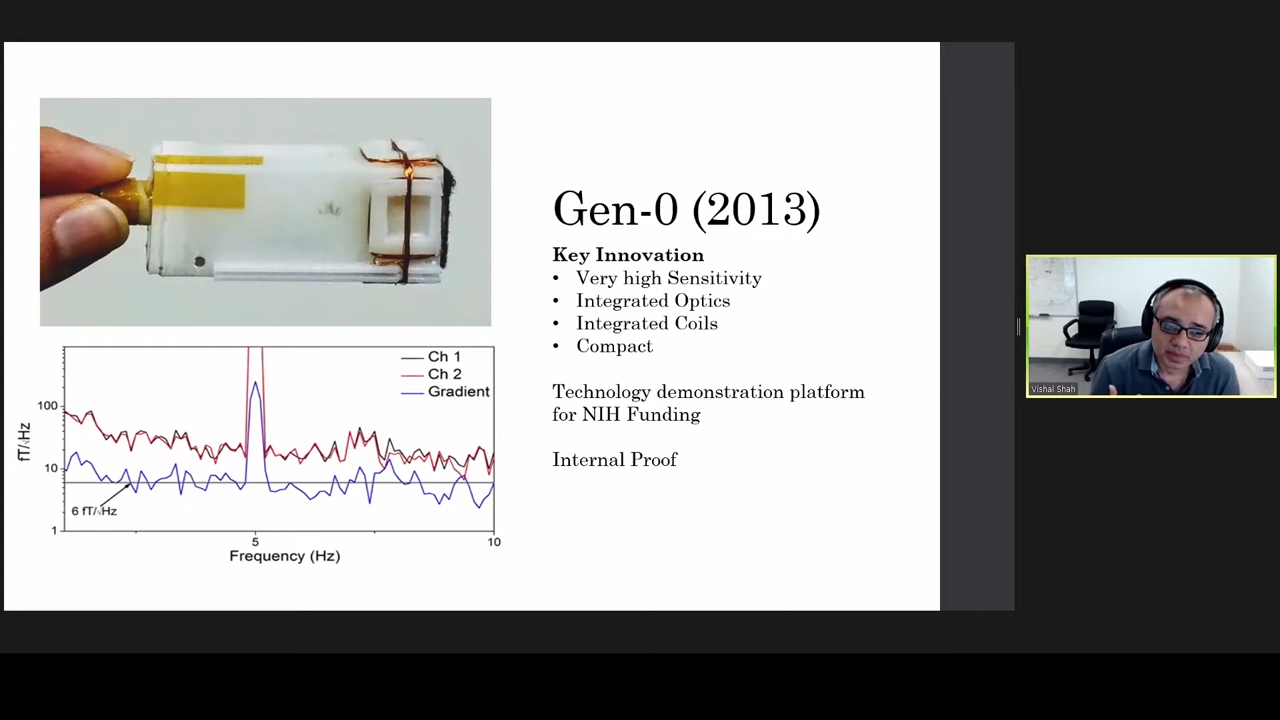 Gen-0 (2013)
Key Innovation
• Very high Sensitivity
• Integrated Optics
• Integrated Coils
• Compact
Technology demonstration platform
for NIH Funding
Internal Proof
Ch 1
Ch 2
Gradient
fT/√Hz
100
10
1
6 fT/√Hz
5
10
Frequency (Hz)
Vishal Shah